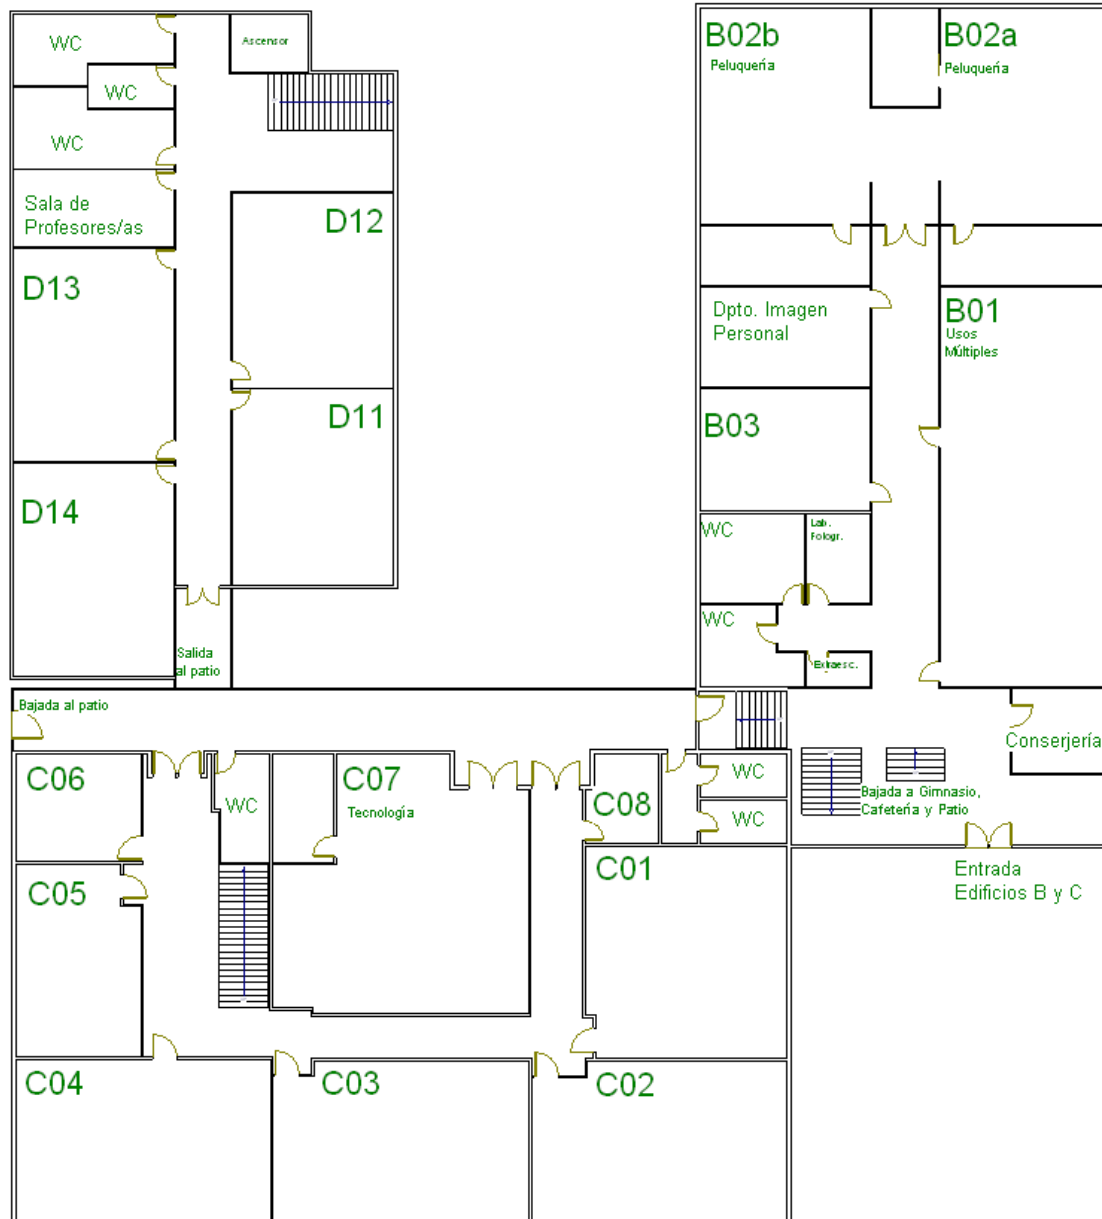 WC
Ascensor
WC
WC
Sala de
Profesores/as
D12
D13
D11
D14
Salida
al patio
B02b
Peluquería
B02a
Peluquería
Dpto. Imagen
Personal
B01
Usos
Múltiples
B03
WC
Lab.
Fologr.
WC
Extraesc.
Bajada al patio
Conserjería
C06
WC
C07
Tecnología
C08
WC
WC
Bajada a Gimnasio,
Cafetería y Patio
C05
C01
Entrada
Edificios B y C
C04
C03
C02